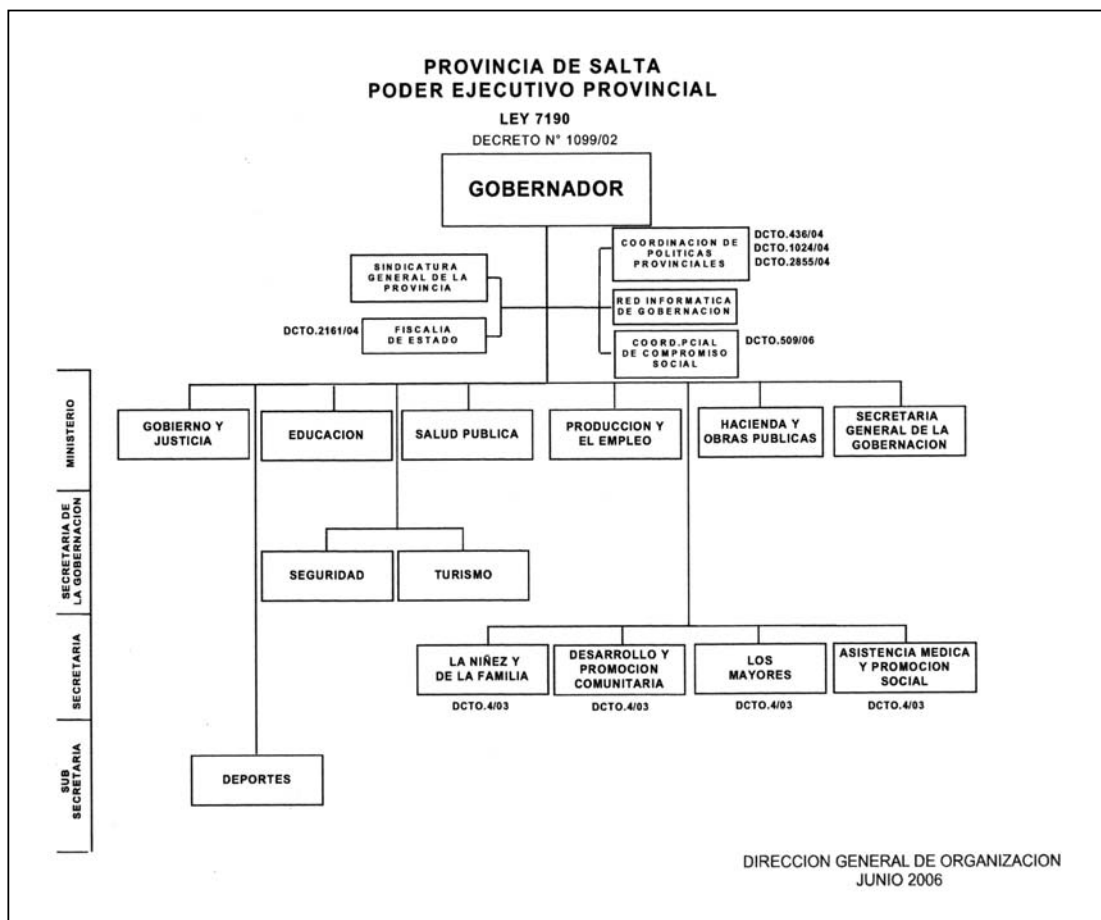 PROVINCIA DE SALTA
PODER EJECUTIVO PROVINCIAL
LEY 7190
DECRETO N° 1099/02
GOBERNADOR
COORDINACION DE
POLITICAS
PROVINCIALES
DCTO.436/04
DCTO.1024/04
DCTO.2855/04
SINDICATURA
GENERAL DE LA
PROVINCIA
RED INFORMATICA
DE GOBERNACION
DCTO.2161/04
FISCALIA
DE ESTADO
COORD.PCIAL
DE COMPROMISO
SOCIAL
DCTO.509/06
MINISTERIO
GOBIERNO Y
JUSTICIA
EDUCACION
SALUD PUBLICA
PRODUCCION Y
EL EMPLEO
HACIENDA Y
OBRAS PUBLICAS
SECRETARIA
GENERAL DE LA
GOBERNACION
SECRETARIA DE
LA GOBERNACION
SEGURIDAD
TURISMO
SECRETARIA
LA NIÑEZ Y
DE LA FAMILIA
DCTO.4/03
DESARROLLO Y
PROMOCION
COMUNITARIA
DCTO.4/03
LOS
MAYORES
DCTO.4/03
ASISTENCIA MEDICA
Y PROMOCION
SOCIAL
DCTO.4/03
SUB
SECRETARIA
DEPORTES
DIRECCION GENERAL DE ORGANIZACION
JUNIO 2006